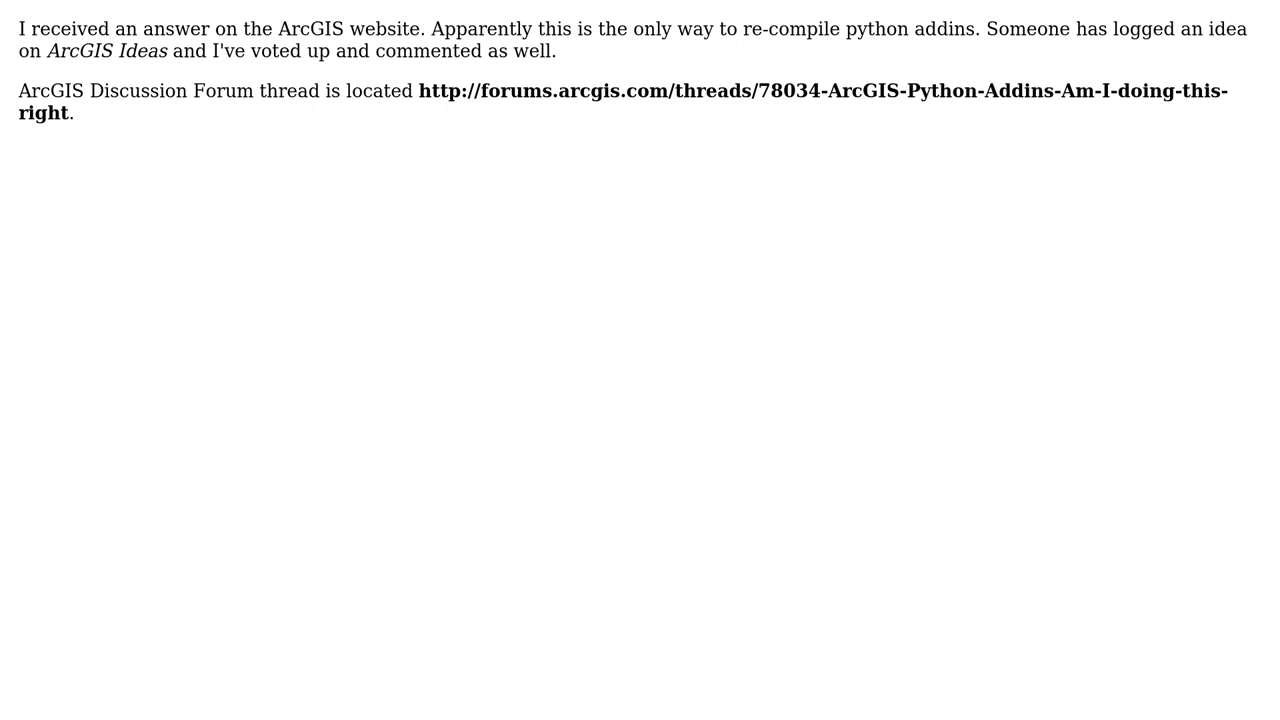 I received an answer on the ArcGIS website. Apparently this is the only way to re-compile python addins. Someone has logged an idea
on ArcGIS Ideas and I've voted up and commented as well.
ArcGIS Discussion Forum thread is located http://forums.arcgis.com/threads/78034-ArcGIS-Python-Addins-Am-I-doing-this-
right.